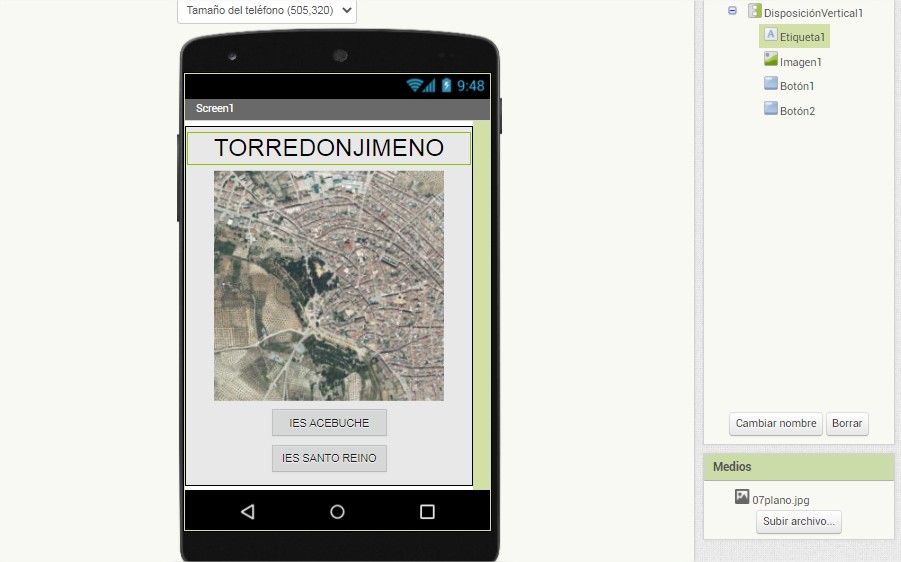 Tamaño del teléfono (505,320)
9:48
Screen1
TORREDONJIMENO
IES ACEBUCHE
IES SANTO REINO
DisposiciónVertical1
A Etiqueta1
Imagen1
Botón1
Botón2
Cambiar nombre Borrar
Medios
07plano.jpg
Subir archivo...